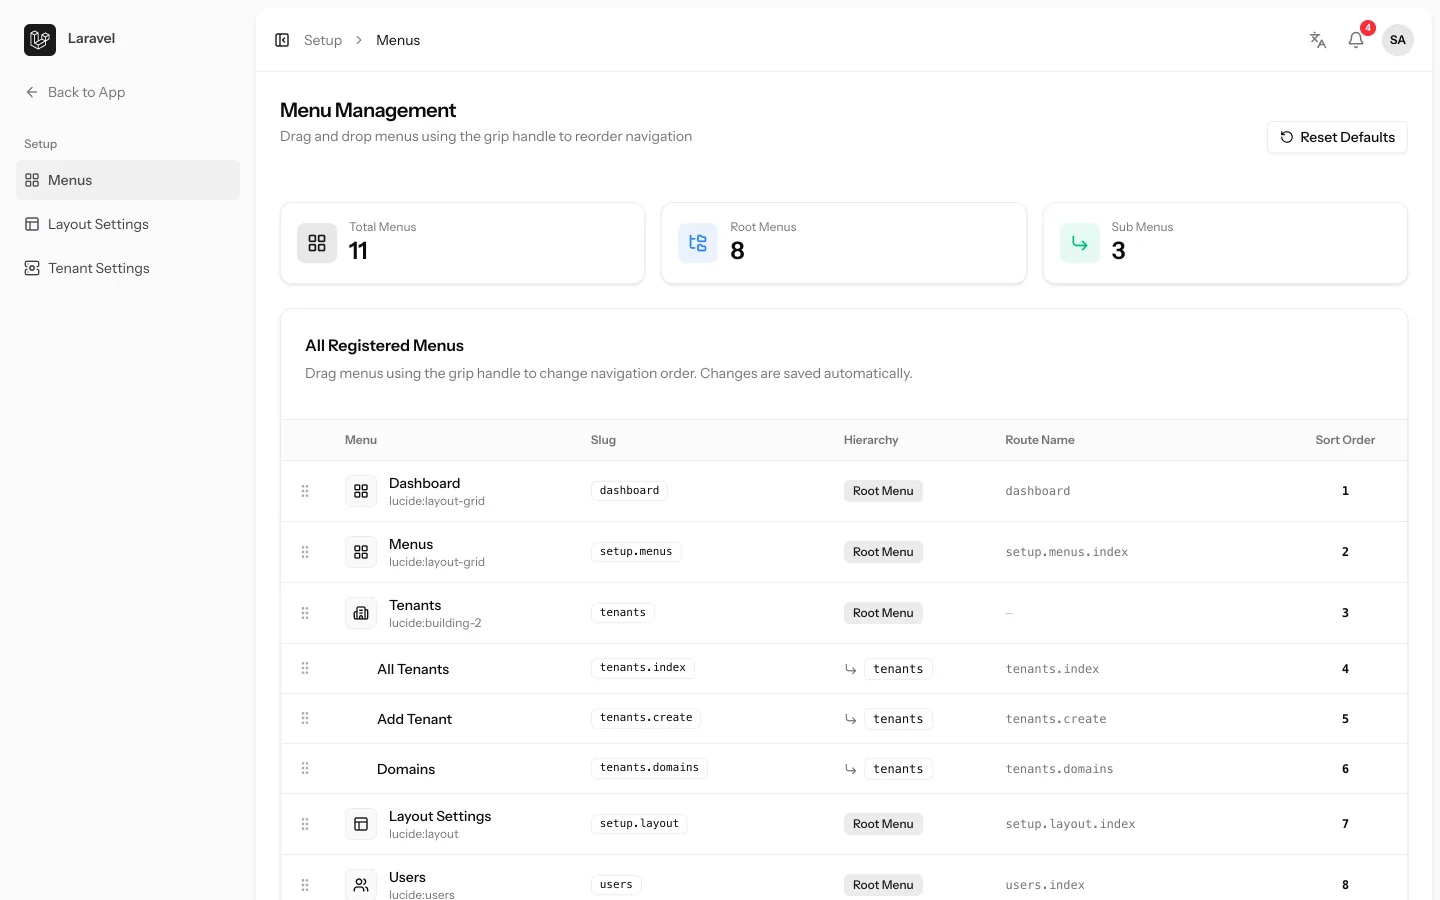 Laravel
Back to App
Setup
Menus
Layout Settings
Tenant Settings
Setup > Menus
4
SA
Menu Management
Drag and drop menus using the grip handle to reorder navigation
Reset Defaults
Total Menus
11
Root Menus
8
Sub Menus
3
All Registered Menus
Drag menus using the grip handle to change navigation order. Changes are saved automatically.
Menu Slug Hierarchy Route Name Sort Order
Dashboard
lucide:layout-grid
dashboard Root Menu dashboard 1
Menus
lucide:layout-grid
setup.menus Root Menu setup.menus.index 2
Tenants
lucide:building-2
tenants Root Menu — 3
All Tenants tenants.index tenants tenants.index 4
Add Tenant tenants.create tenants tenants.create 5
Domains tenants.domains tenants tenants.domains 6
Layout Settings
lucide:layout
setup.layout Root Menu setup.layout.index 7
Users
lucide:users
users Root Menu users.index 8